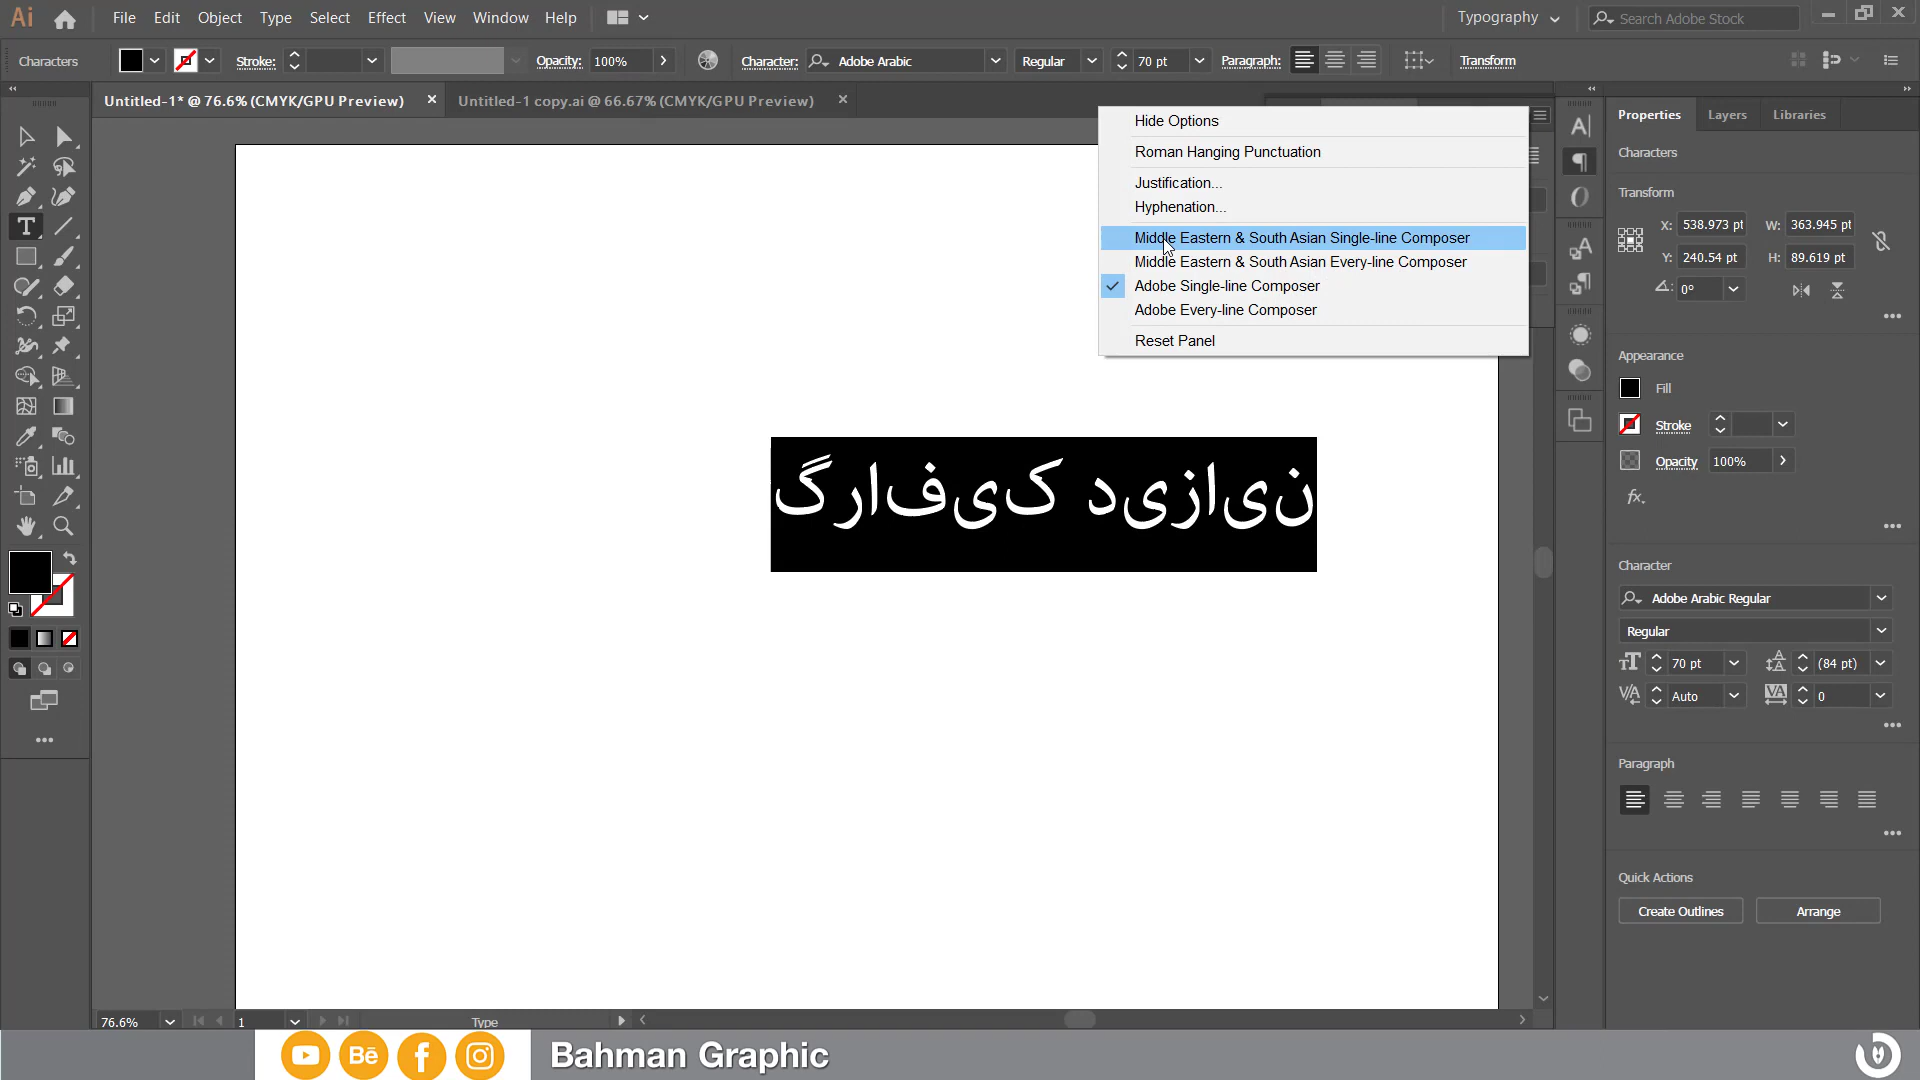 Ai File Edit Object Type Select Effect View Window Help Typography Search Adobe Stock
Characters Stroke: Opacity: 100% Character: Adobe Arabic Regular 70 pt Paragraph: Transform
Untitled-1* @ 76.6% (CMYK/GPU Preview) Untitled-1 copy.ai @ 66.67% (CMYK/GPU Preview)
Hide Options
Roman Hanging Punctuation
Justification...
Hyphenation...
Middle Eastern & South Asian Single-line Composer
Middle Eastern & South Asian Every-line Composer
Adobe Single-line Composer
Adobe Every-line Composer
Reset Panel
گرافیک دیزاین
Properties Layers Libraries
Characters
Transform
X: 538.973 pt W: 363.945 pt
Y: 240.54 pt H: 89.619 pt
0°
Appearance
Fill
Stroke
Opacity 100%
fx.
Character
Adobe Arabic Regular
Regular
70 pt (84 pt)
Auto 0
Paragraph
Quick Actions
Create Outlines Arrange
76.6% 1 Type
Bē Bahman Graphic